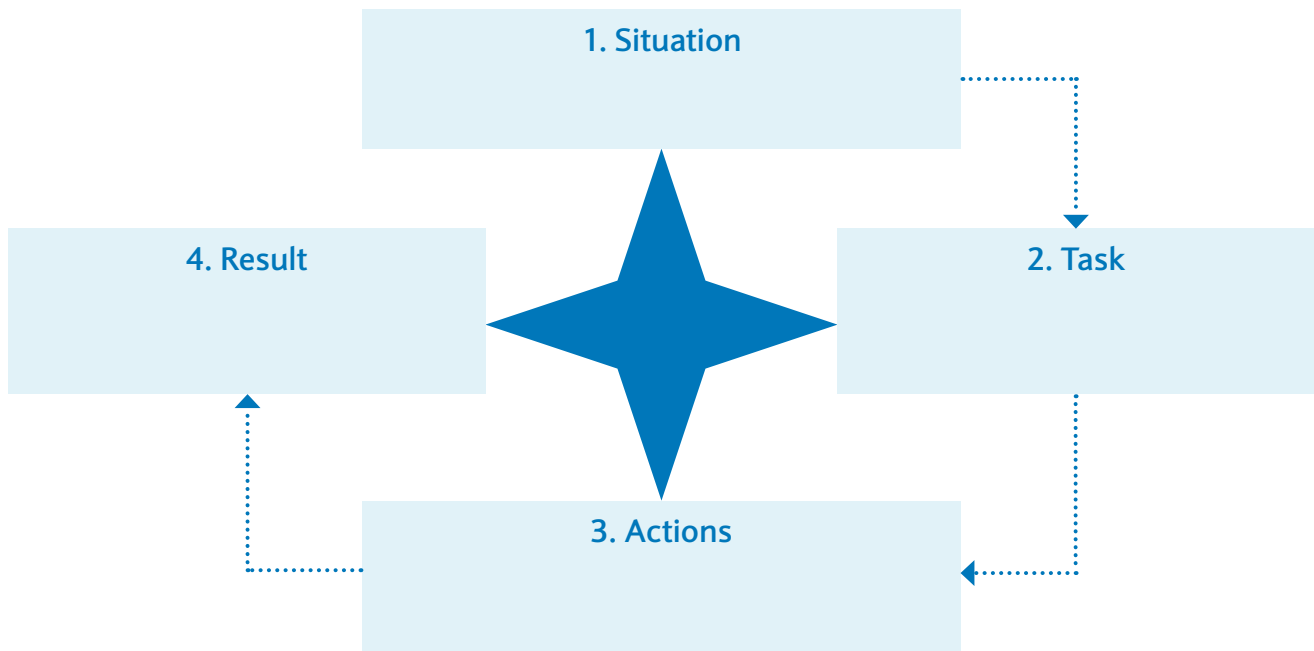 1. Situation
2. Task
3. Actions
4. Result